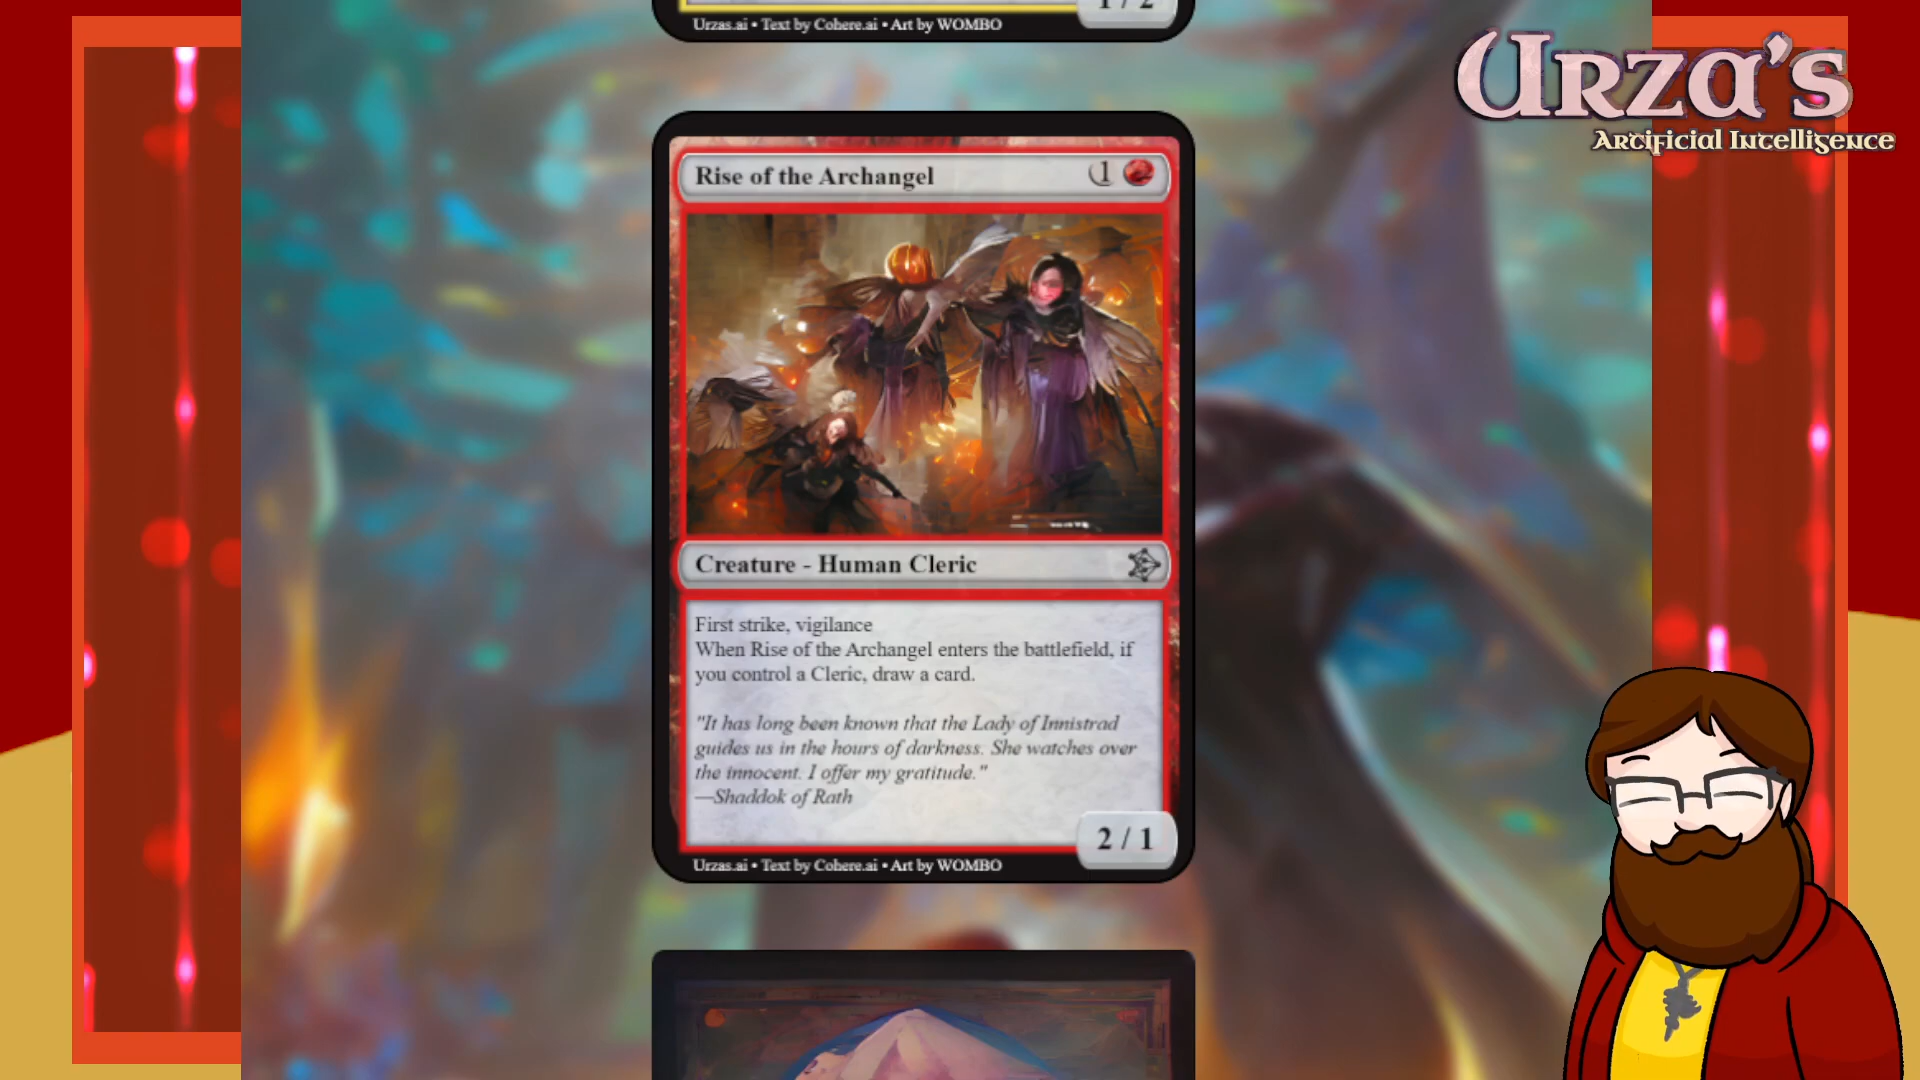 1 / 2
Urzas.ai • Text by Cohere.ai • Art by WOMBO
Urza's
Artificial Intelligence
Rise of the Archangel 1
Creature - Human Cleric
First strike, vigilance
When Rise of the Archangel enters the battlefield, if
you control a Cleric, draw a card.
"It has long been known that the Lady of Innistrad
guides us in the hours of darkness. She watches over
the innocent. I offer my gratitude."
—Shaddok of Rath
2 / 1
Urzas.ai • Text by Cohere.ai • Art by WOMBO